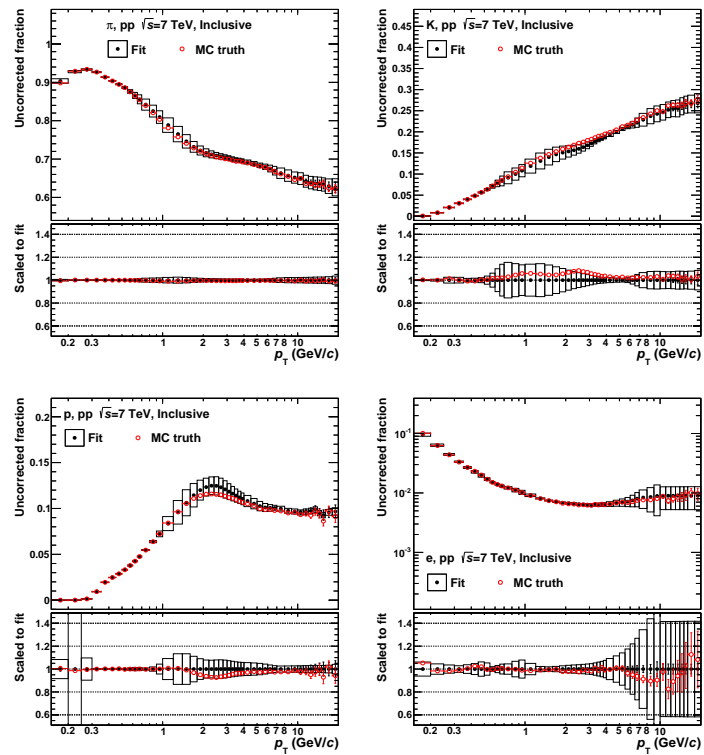 π, pp √s=7 TeV, Inclusive
Fit
MC truth
Uncorrected fraction
1
0.9
0.8
0.7
0.6
Scaled to fit
1.4
1.2
1
0.8
0.6
0.2 0.3 1 2 3 4 5 6 7 8 10
p_T (GeV/c)
K, pp √s=7 TeV, Inclusive
Fit
MC truth
Uncorrected fraction
0.45
0.4
0.35
0.3
0.25
0.2
0.15
0.1
0.05
0
Scaled to fit
1.4
1.2
1
0.8
0.6
0.2 0.3 1 2 3 4 5 6 7 8 10
p_T (GeV/c)
p, pp √s=7 TeV, Inclusive
Fit
MC truth
Uncorrected fraction
0.2
0.15
0.1
0.05
0
Scaled to fit
1.4
1.2
1
0.8
0.6
0.2 0.3 1 2 3 4 5 6 7 8 10
p_T (GeV/c)
Uncorrected fraction
10⁻¹
10⁻²
10⁻³
e, pp √s=7 TeV, Inclusive
Fit
MC truth
Scaled to fit
1.4
1.2
1
0.8
0.6
0.2 0.3 1 2 3 4 5 6 7 8 10
p_T (GeV/c)